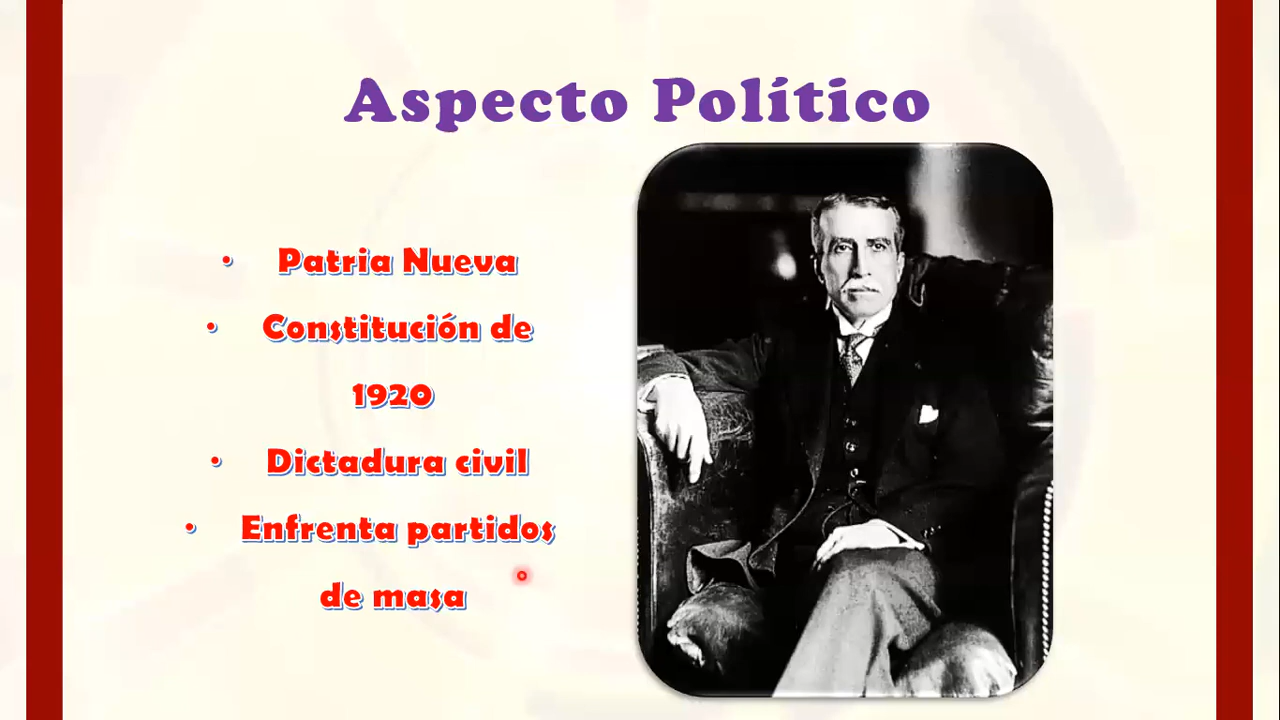 Aspecto Político
• Patria Nueva
• Constitución de
1920
• Dictadura civil
• Enfrenta partidos
de masa